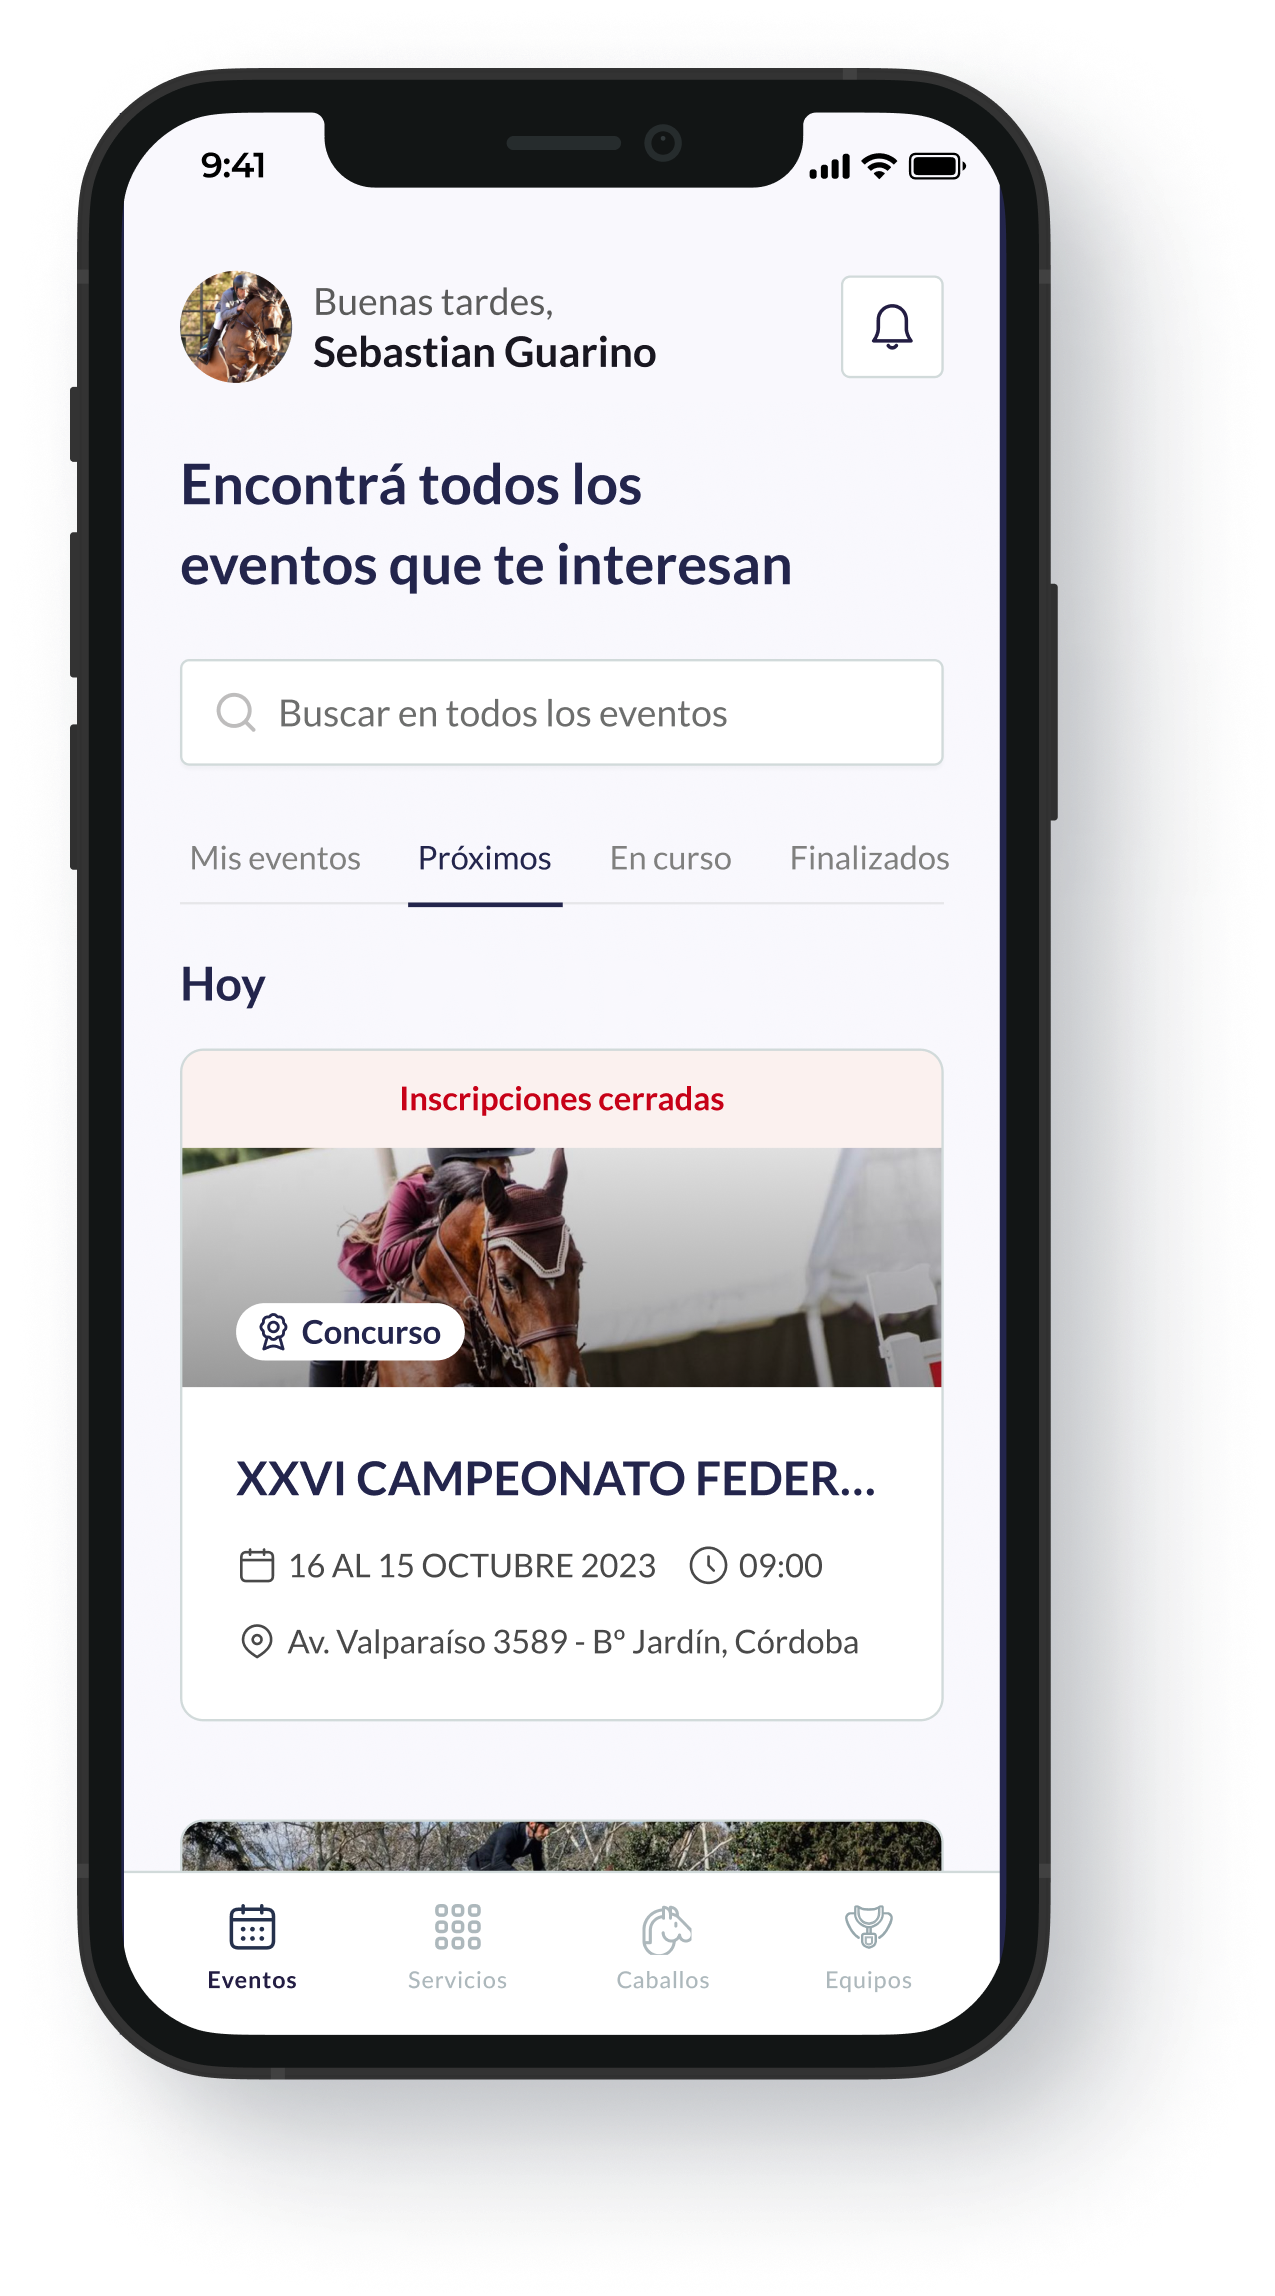 9:41
Buenas tardes,
Sebastian Guarino
Encontrá todos los
eventos que te interesan
Buscar en todos los eventos
Mis eventos Próximos En curso Finalizados
Hoy
Inscripciones cerradas
Concurso
XXVI CAMPEONATO FEDER...
16 AL 15 OCTUBRE 2023 09:00
Av. Valparaíso 3589 - Bº Jardín, Córdoba
Eventos Servicios Caballos Equipos